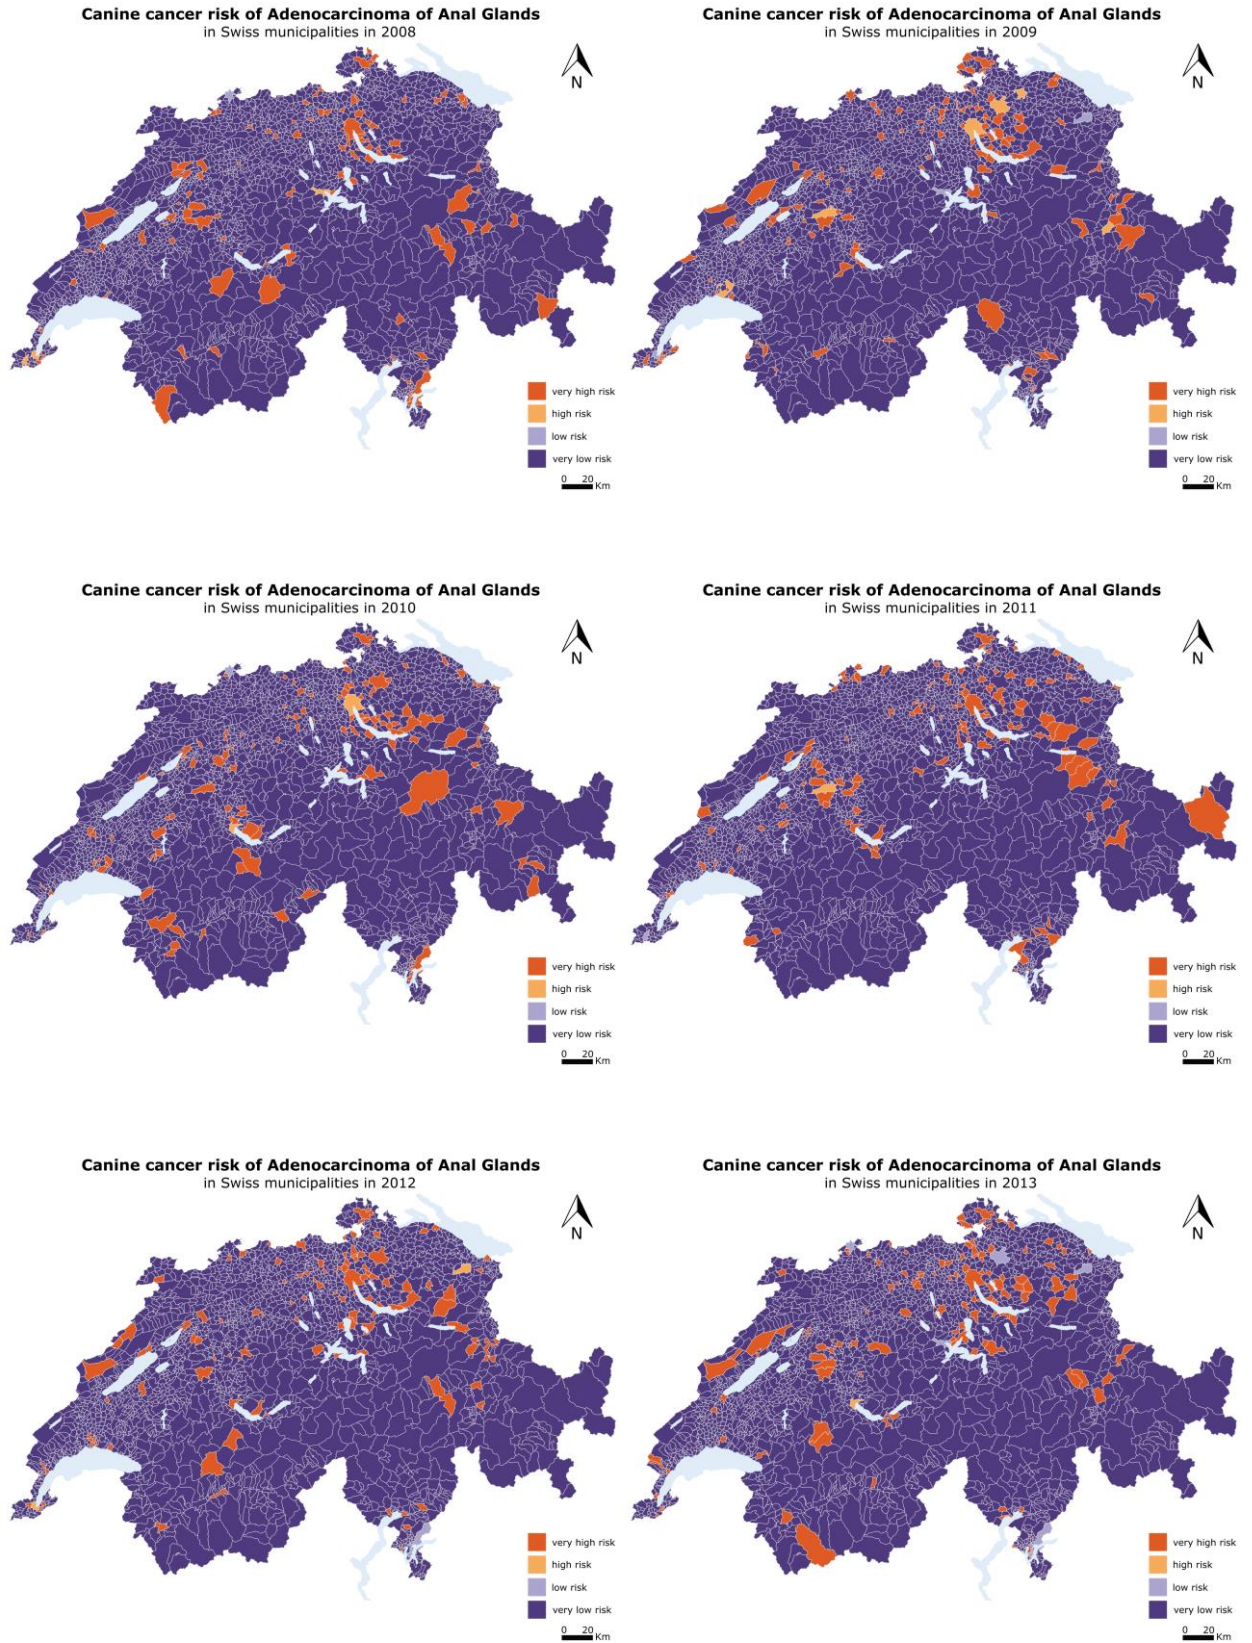 Canine cancer risk of Adenocarcinoma of Anal Glands
in Swiss municipalities in 2008
N
very high risk
high risk
low risk
very low risk
0 20
Km
Canine cancer risk of Adenocarcinoma of Anal Glands
in Swiss municipalities in 2009
N
very high risk
high risk
low risk
very low risk
0 20
Km
Canine cancer risk of Adenocarcinoma of Anal Glands
in Swiss municipalities in 2010
N
very high risk
high risk
low risk
very low risk
0 20
Km
Canine cancer risk of Adenocarcinoma of Anal Glands
in Swiss municipalities in 2011
N
very high risk
high risk
low risk
very low risk
0 20
Km
Canine cancer risk of Adenocarcinoma of Anal Glands
in Swiss municipalities in 2012
N
very high risk
high risk
low risk
very low risk
0 20
Km
Canine cancer risk of Adenocarcinoma of Anal Glands
in Swiss municipalities in 2013
N
very high risk
high risk
low risk
very low risk
0 20
Km